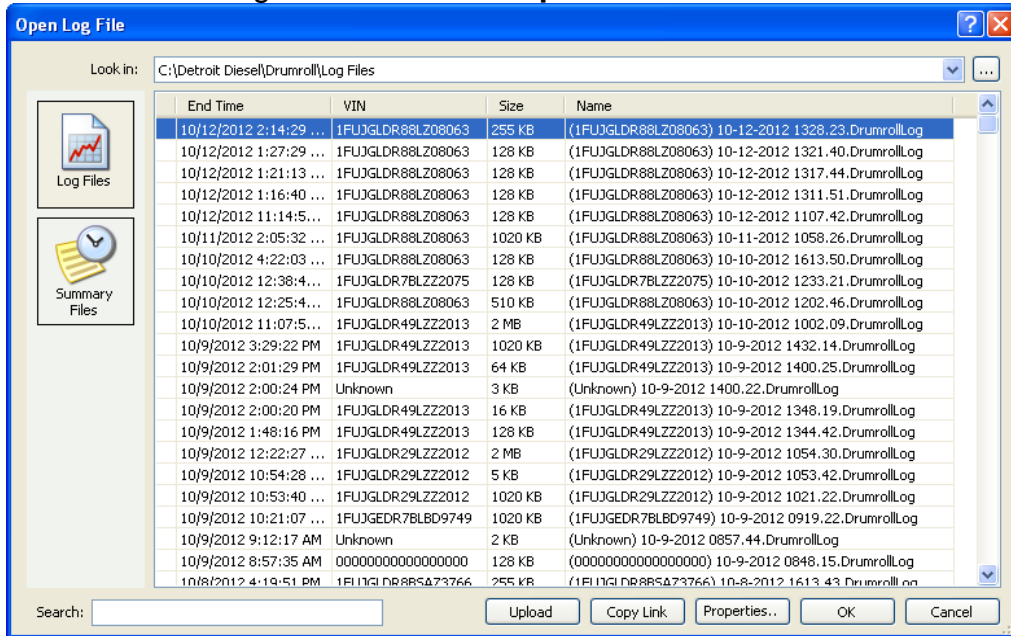 Open Log File
Look in: C:\Detroit Diesel\Drumroll\Log Files ...
End Time VIN Size Name
10/12/2012 2:14:29 ... 1FUJGLDR88LZ08063 255 KB (1FUJGLDR88LZ08063) 10-12-2012 1328.23.DrumrollLog
10/12/2012 1:27:29 ... 1FUJGLDR88LZ08063 128 KB (1FUJGLDR88LZ08063) 10-12-2012 1321.40.DrumrollLog
10/12/2012 1:21:13 ... 1FUJGLDR88LZ08063 128 KB (1FUJGLDR88LZ08063) 10-12-2012 1317.44.DrumrollLog
Log Files
10/12/2012 1:16:40 ... 1FUJGLDR88LZ08063 128 KB (1FUJGLDR88LZ08063) 10-12-2012 1311.51.DrumrollLog
10/12/2012 11:14:5... 1FUJGLDR88LZ08063 128 KB (1FUJGLDR88LZ08063) 10-12-2012 1107.42.DrumrollLog
10/11/2012 2:05:32 ... 1FUJGLDR88LZ08063 1020 KB (1FUJGLDR88LZ08063) 10-11-2012 1058.26.DrumrollLog
10/10/2012 4:22:03 ... 1FUJGLDR88LZ08063 128 KB (1FUJGLDR88LZ08063) 10-10-2012 1613.50.DrumrollLog
10/10/2012 12:38:4... 1FUJGLDR7BLZZ2075 128 KB (1FUJGLDR7BLZZ2075) 10-10-2012 1233.21.DrumrollLog
Summary
Files
10/10/2012 12:25:4... 1FUJGLDR88LZ08063 510 KB (1FUJGLDR88LZ08063) 10-10-2012 1202.46.DrumrollLog
10/10/2012 11:07:5... 1FUJGLDR49LZZ2013 2 MB (1FUJGLDR49LZZ2013) 10-10-2012 1002.09.DrumrollLog
10/9/2012 3:29:22 PM 1FUJGLDR49LZZ2013 1020 KB (1FUJGLDR49LZZ2013) 10-9-2012 1432.14.DrumrollLog
10/9/2012 2:01:29 PM 1FUJGLDR49LZZ2013 64 KB (1FUJGLDR49LZZ2013) 10-9-2012 1400.25.DrumrollLog
10/9/2012 2:00:24 PM Unknown 3 KB (Unknown) 10-9-2012 1400.22.DrumrollLog
10/9/2012 2:00:20 PM 1FUJGLDR49LZZ2013 16 KB (1FUJGLDR49LZZ2013) 10-9-2012 1348.19.DrumrollLog
10/9/2012 1:48:16 PM 1FUJGLDR49LZZ2013 128 KB (1FUJGLDR49LZZ2013) 10-9-2012 1344.42.DrumrollLog
10/9/2012 12:22:27 ... 1FUJGLDR29LZZ2012 2 MB (1FUJGLDR29LZZ2012) 10-9-2012 1054.30.DrumrollLog
10/9/2012 10:54:28 ... 1FUJGLDR29LZZ2012 5 KB (1FUJGLDR29LZZ2012) 10-9-2012 1053.42.DrumrollLog
10/9/2012 10:53:40 ... 1FUJGLDR29LZZ2012 1020 KB (1FUJGLDR29LZZ2012) 10-9-2012 1021.22.DrumrollLog
10/9/2012 10:21:07 ... 1FUJGEDR7BLBD9749 1020 KB (1FUJGEDR7BLBD9749) 10-9-2012 0919.22.DrumrollLog
10/9/2012 9:12:17 AM Unknown 2 KB (Unknown) 10-9-2012 0857.44.DrumrollLog
10/9/2012 8:57:35 AM 00000000000000000 128 KB (00000000000000000) 10-9-2012 0848.15.DrumrollLog
10/8/2012 4:19:51 PM 1FUJGLDR8BSAZ3766 255 KB (1FUJGLDR8BSAZ3766) 10-8-2012 1613.43.DrumrollLog
Search: Upload Copy Link Properties.. OK Cancel